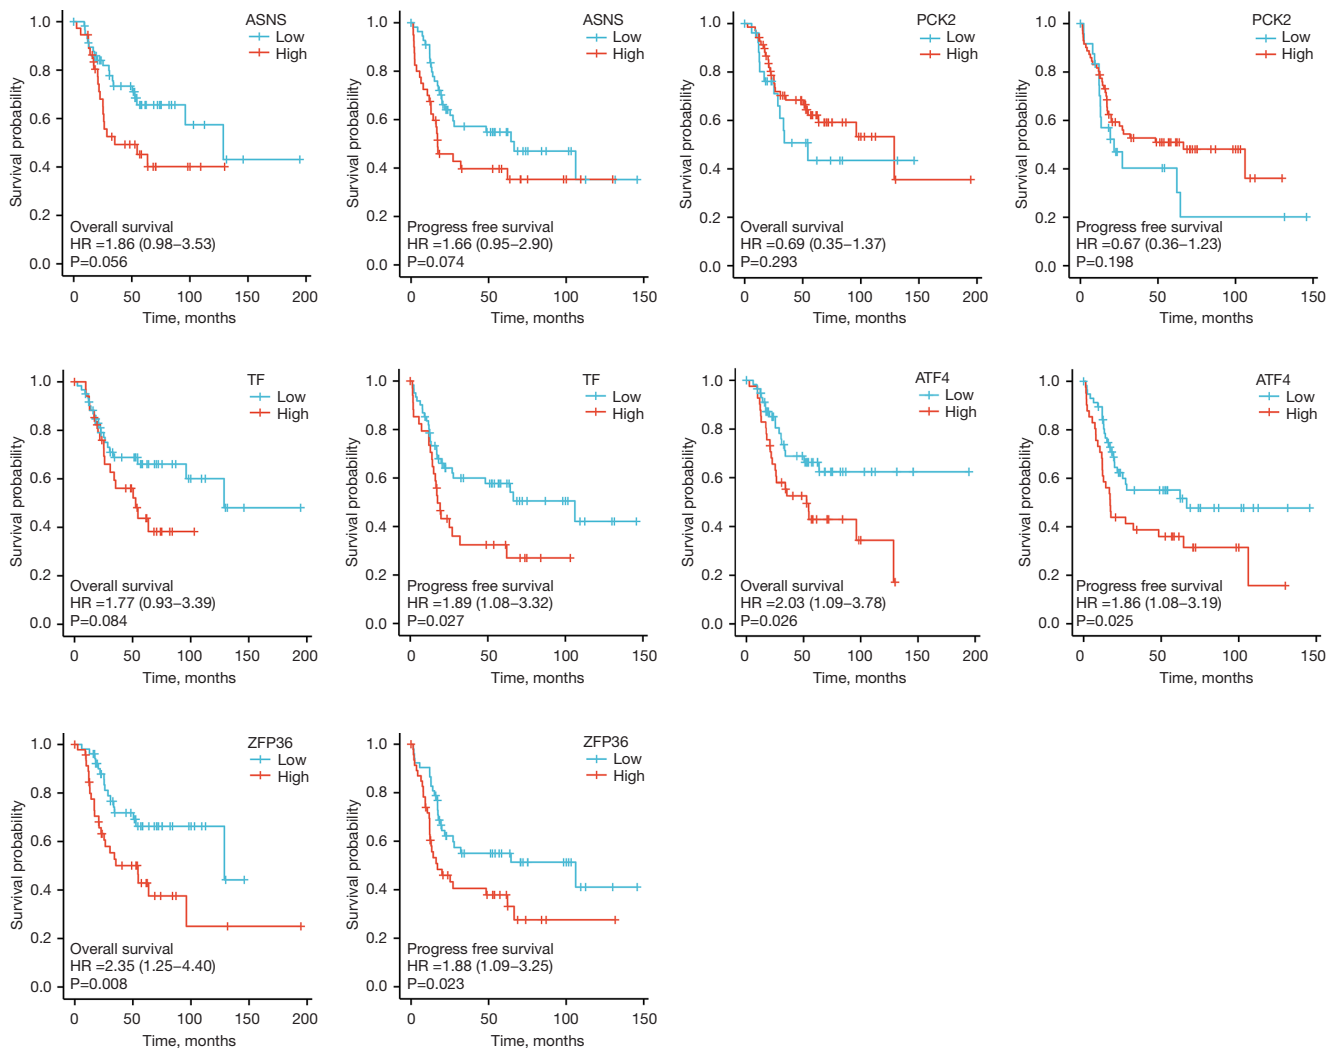 ASNS
Low
High
1.0
0.8
0.6
0.4
0.2
0.0
Survival probability
Overall survival
HR =1.86 (0.98–3.53)
P=0.056
0 50 100 150 200
Time, months
ASNS
Low
High
1.0
0.8
0.6
0.4
0.2
0.0
Survival probability
Progress free survival
HR =1.66 (0.95–2.90)
P=0.074
0 50 100 150
Time, months
PCK2
Low
High
1.0
0.8
0.6
0.4
0.2
0.0
Survival probability
Overall survival
HR =0.69 (0.35–1.37)
P=0.293
0 50 100 150 200
Time, months
PCK2
Low
High
1.0
0.8
0.6
0.4
0.2
0.0
Survival probability
Progress free survival
HR =0.67 (0.36–1.23)
P=0.198
0 50 100 150
Time, months
TF
Low
High
1.0
0.8
0.6
0.4
0.2
0.0
Survival probability
Overall survival
HR =1.77 (0.93–3.39)
P=0.084
0 50 100 150 200
Time, months
TF
Low
High
1.0
0.8
0.6
0.4
0.2
0.0
Survival probability
Progress free survival
HR =1.89 (1.08–3.32)
P=0.027
0 50 100 150
Time, months
ATF4
Low
High
1.0
0.8
0.6
0.4
0.2
0.0
Survival probability
Overall survival
HR =2.03 (1.09–3.78)
P=0.026
0 50 100 150 200
Time, months
ATF4
Low
High
1.0
0.8
0.6
0.4
0.2
0.0
Survival probability
Progress free survival
HR =1.86 (1.08–3.19)
P=0.025
0 50 100 150
Time, months
ZFP36
Low
High
1.0
0.8
0.6
0.4
0.2
0.0
Survival probability
Overall survival
HR =2.35 (1.25–4.40)
P=0.008
0 50 100 150 200
Time, months
ZFP36
Low
High
1.0
0.8
0.6
0.4
0.2
0.0
Survival probability
Progress free survival
HR =1.88 (1.09–3.25)
P=0.023
0 50 100 150
Time, months